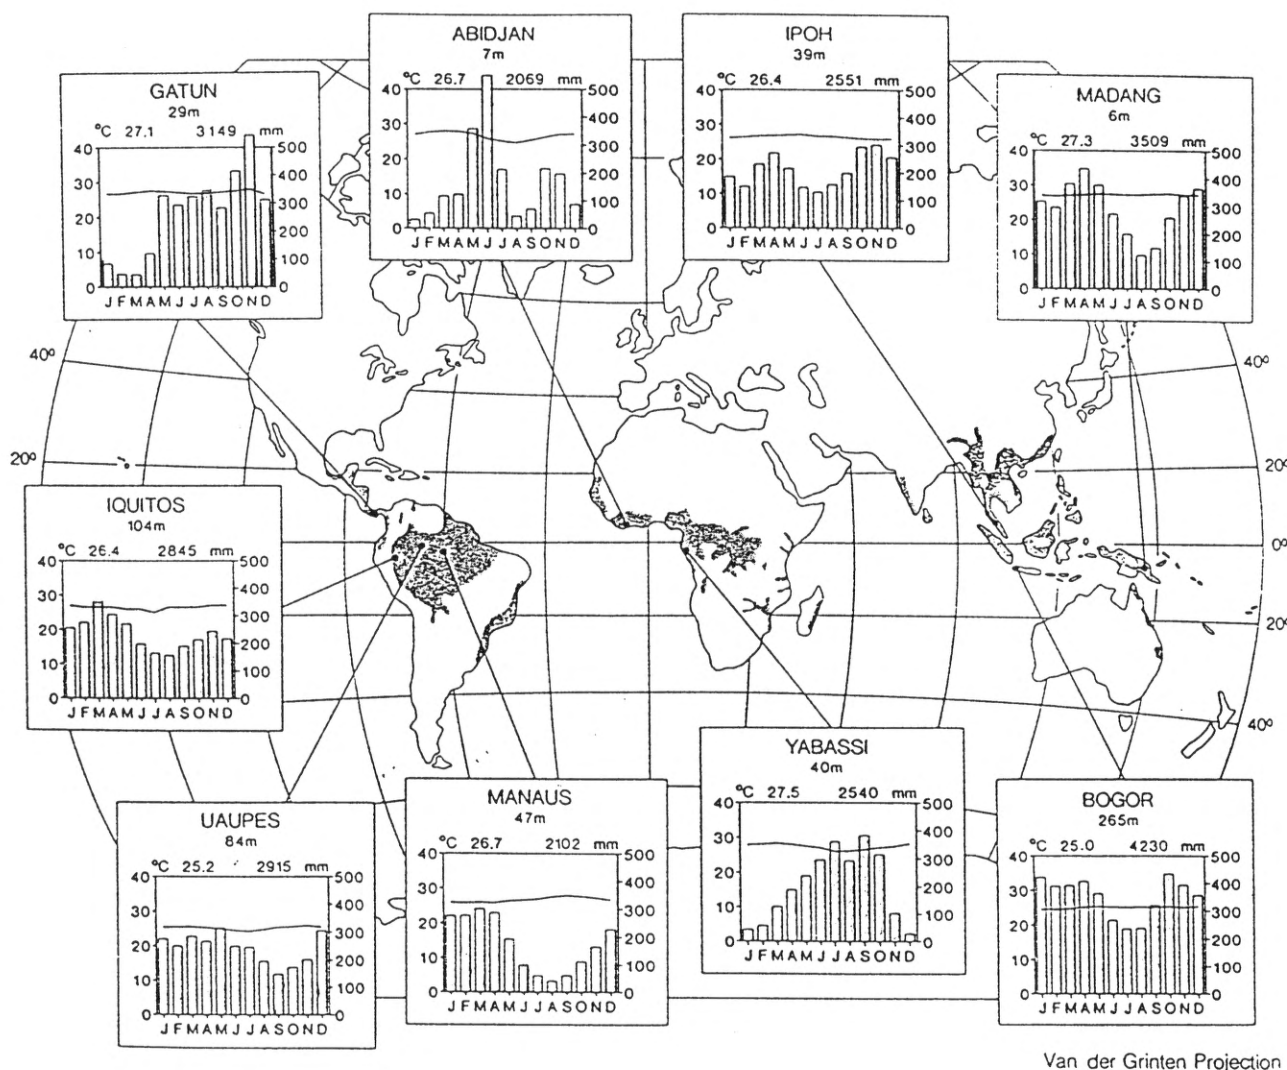 ABIDJAN
7m
°C 26.7 2069 mm
40
30
20
10
0
500
400
300
200
100
0
J F M A M J J A S O N D
IPOH
39m
°C 26.4 2551 mm
40
30
20
10
0
500
400
300
200
100
0
J F M A M J J A S O N D
GATUN
29m
°C 27.1 3149 mm
40
30
20
10
0
500
400
300
200
100
0
J F M A M J J A S O N D
MADANG
6m
°C 27.3 3509 mm
40
30
20
10
0
500
400
300
200
100
0
J F M A M J J A S O N D
40°
40°
20°
20°
0°
20°
40°
IQUITOS
104m
°C 26.4 2845 mm
40
30
20
10
0
500
400
300
200
100
0
J F M A M J J A S O N D
UAUPES
84m
°C 25.2 2915 mm
40
30
20
10
0
500
400
300
200
100
0
J F M A M J J A S O N D
MANAUS
47m
°C 26.7 2102 mm
40
30
20
10
0
500
400
300
200
100
0
J F M A M J J A S O N D
YABASSI
40m
°C 27.5 2540 mm
40
30
20
10
0
500
400
300
200
100
0
J F M A M J J A S O N D
BOGOR
265m
°C 25.0 4230 mm
40
30
20
10
0
500
400
300
200
100
0
J F M A M J J A S O N D
Van der Grinten Projection